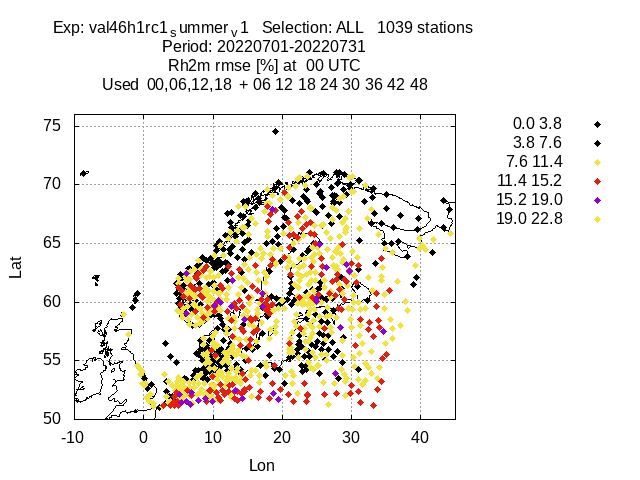 Exp: val46h1rc1summerv1 Selection: ALL 1039 stations
Period: 20220701-20220731
Rh2m rmse [%] at 00 UTC
Used 00,06,12,18 + 06 12 18 24 30 36 42 48
0.0 3.8
3.8 7.6
7.6 11.4
11.4 15.2
15.2 19.0
19.0 22.8
75
70
65
60
55
50
Lat
-10 0 10 20 30 40
Lon